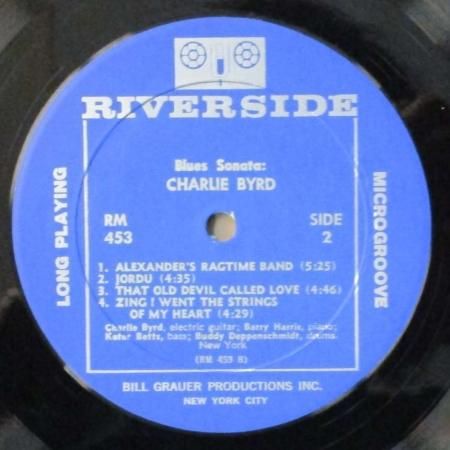 RIVERSIDE
Blues Sonata:
CHARLIE BYRD
LONG PLAYING
MICROGROOVE
RM
453
SIDE
2
1. ALEXANDER'S RAGTIME BAND (5:25)
2. JORDU (4:35)
3. THAT OLD DEVIL CALLED LOVE (4:46)
4. ZING! WENT THE STRINGS
OF MY HEART (4:29)
Charlie Byrd, electric guitar; Barry Harris, piano;
Keter Betts, bass; Buddy Deppenschmidt, drums.
New York
(RM 453 B)
BILL GRAUER PRODUCTIONS INC.
NEW YORK CITY